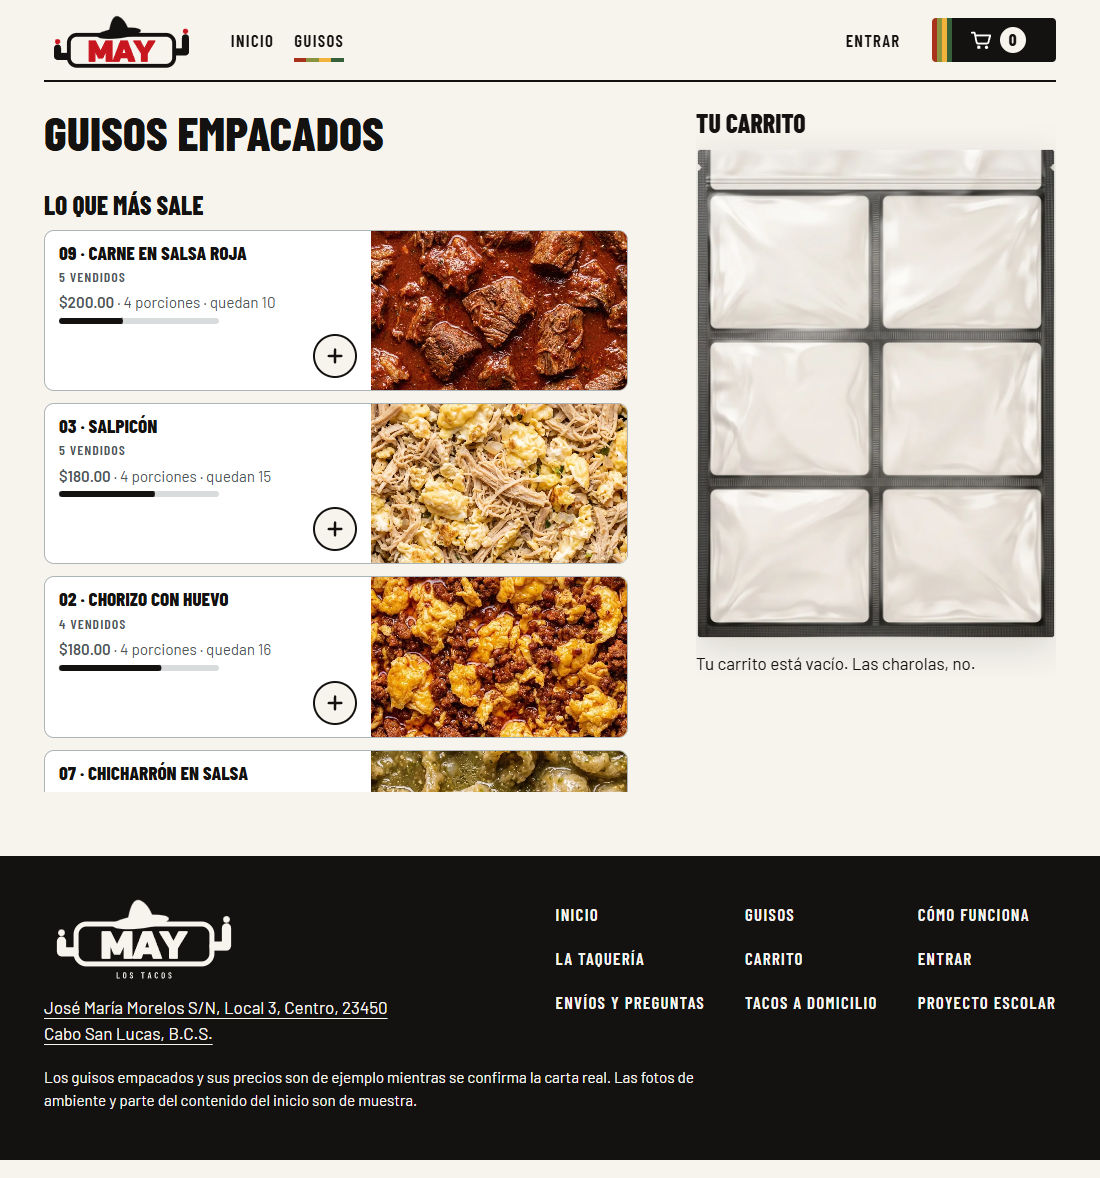 MAY
INICIO
GUISOS
ENTRAR
0
GUISOS EMPACADOS
LO QUE MÁS SALE
09 · CARNE EN SALSA ROJA
5 VENDIDOS
$200.00 · 4 porciones · quedan 10
03 · SALPICÓN
5 VENDIDOS
$180.00 · 4 porciones · quedan 15
02 · CHORIZO CON HUEVO
4 VENDIDOS
$180.00 · 4 porciones · quedan 16
07 · CHICHARRÓN EN SALSA
TU CARRITO
Tu carrito está vacío. Las charolas, no.
MAY
LOS TACOS
José María Morelos S/N, Local 3, Centro, 23450
Cabo San Lucas, B.C.S.
INICIO
GUISOS
CÓMO FUNCIONA
LA TAQUERÍA
CARRITO
ENTRAR
ENVÍOS Y PREGUNTAS
TACOS A DOMICILIO
PROYECTO ESCOLAR
Los guisos empacados y sus precios son de ejemplo mientras se confirma la carta real. Las fotos de
ambiente y parte del contenido del inicio son de muestra.